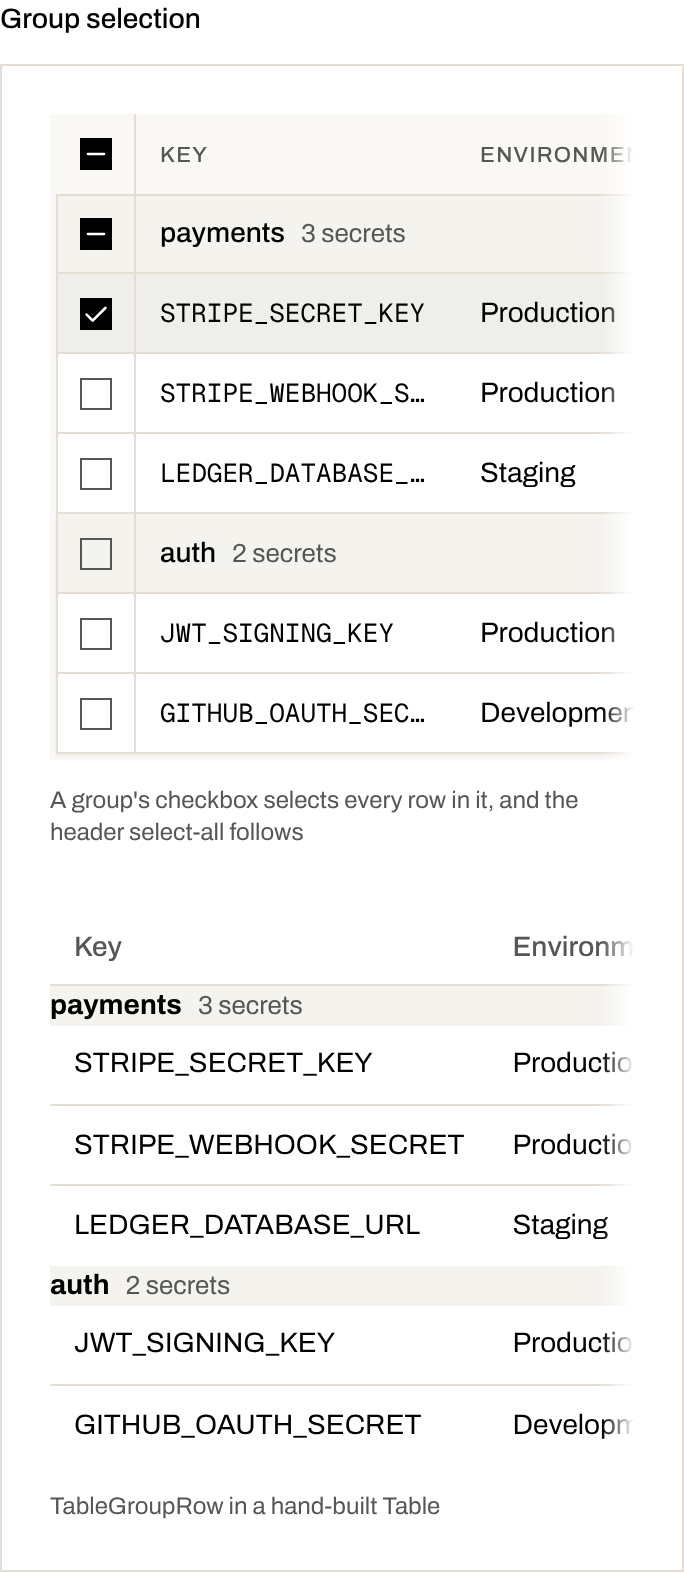 Group selection
KEY ENVIRONMEN
payments 3 secrets
STRIPE_SECRET_KEY Production
STRIPE_WEBHOOK_S… Production
LEDGER_DATABASE_… Staging
auth 2 secrets
JWT_SIGNING_KEY Production
GITHUB_OAUTH_SEC… Developmen
A group's checkbox selects every row in it, and the
header select-all follows
Key Environm
payments 3 secrets
STRIPE_SECRET_KEY Productio
STRIPE_WEBHOOK_SECRET Productio
LEDGER_DATABASE_URL Staging
auth 2 secrets
JWT_SIGNING_KEY Productio
GITHUB_OAUTH_SECRET Developm
TableGroupRow in a hand-built Table